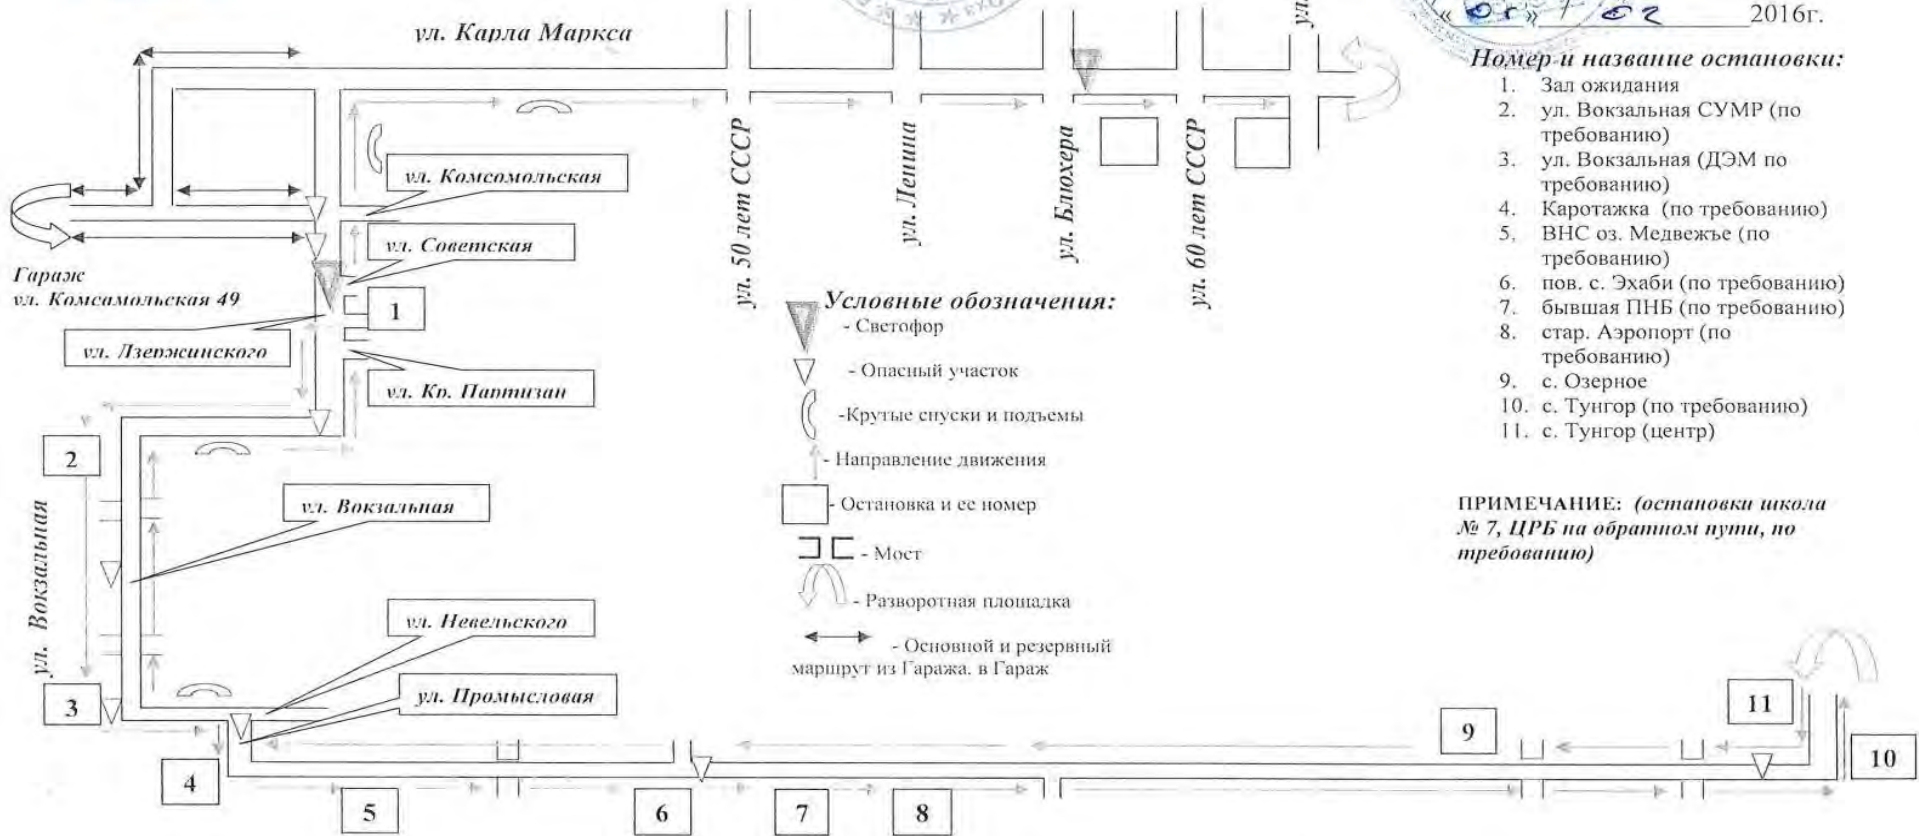 ул. Карла Маркса
ул.
2016г.
Номер и название остановки:
1. Зал ожидания
2. ул. Вокзальная СУМР (по
требованию)
3. ул. Вокзальная (ДЭМ по
требованию)
4. Каротажка (по требованию)
5. ВНС оз. Медвежье (по
требованию)
6. пов. с. Эхаби (по требованию)
7. бывшая ПНБ (по требованию)
8. стар. Аэропорт (по
требованию)
9. с. Озерное
10. с. Тунгор (по требованию)
11. с. Тунгор (центр)
ПРИМЕЧАНИЕ: (остановки школа
№ 7, ЦРБ на обратном пути, по
требованию)
ул. 50 лет СССР
ул. Ленина
ул. Блюхера
ул. 60 лет СССР
ул. Комсомольская
ул. Советская
Гараж
ул. Комсамольская 49
1
ул. Дзержинского
ул. Кр. Партизан
Условные обозначения:
- Светофор
- Опасный участок
-Крутые спуски и подъемы
- Направление движения
- Остановка и ее номер
- Мост
- Разворотная площадка
- Основной и резервный
маршрут из Гаража. в Гараж
2
ул. Вокзальная
ул. Вокзальная
ул. Невельского
ул. Промысловая
3
4
5
6
7
8
9
10
11